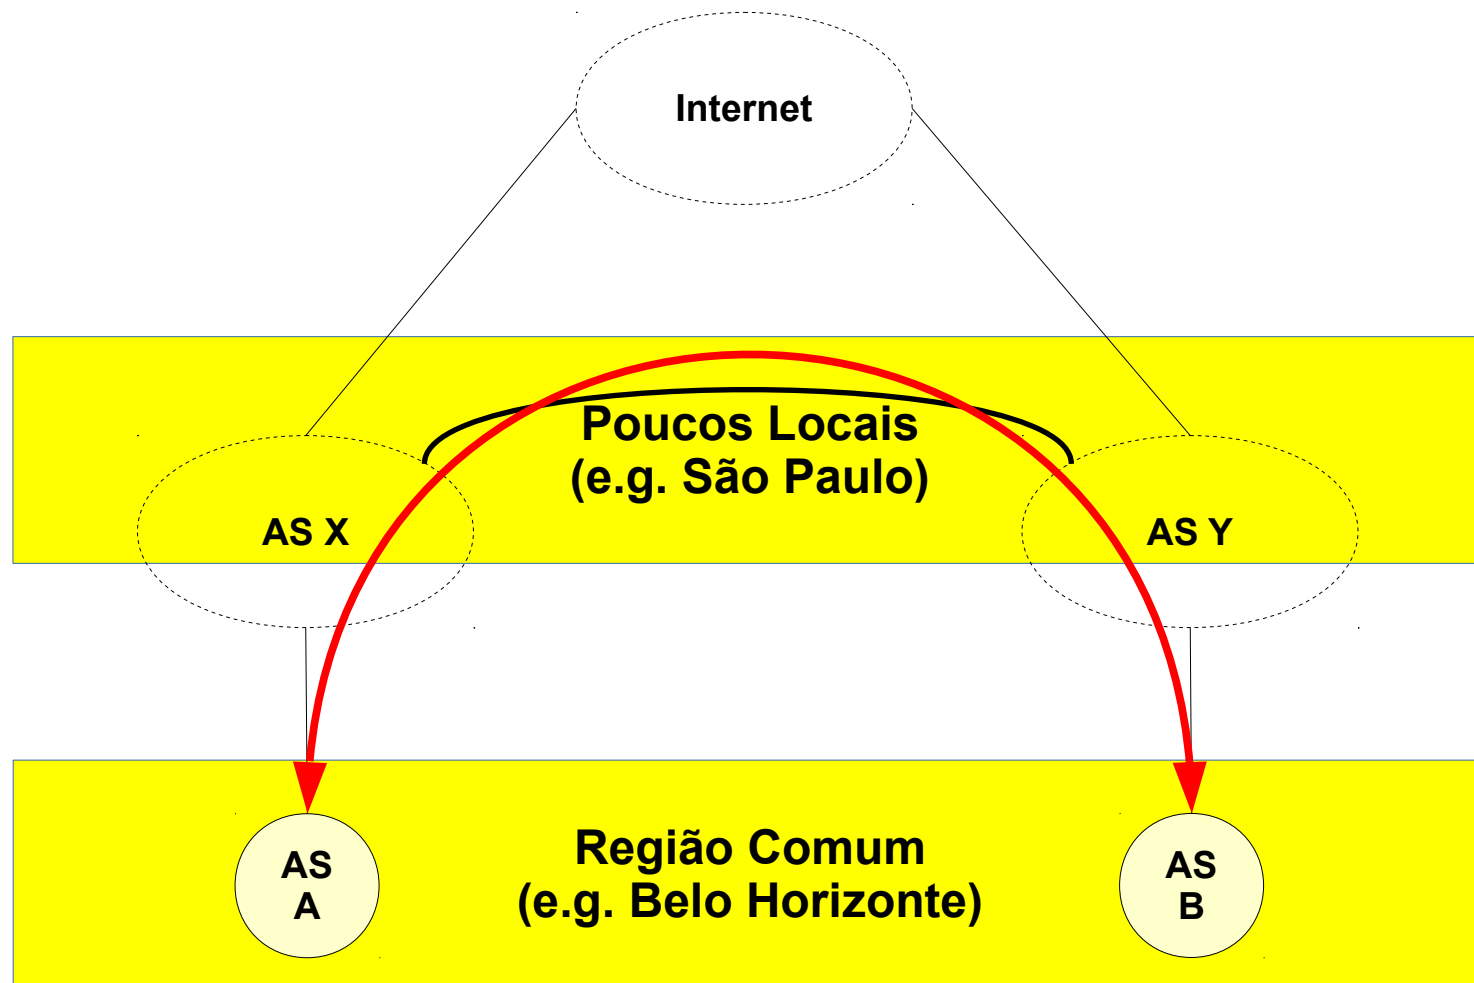 Internet
Poucos Locais
(e.g. São Paulo)
AS X
AS Y
Região Comum
(e.g. Belo Horizonte)
AS
A
AS
B